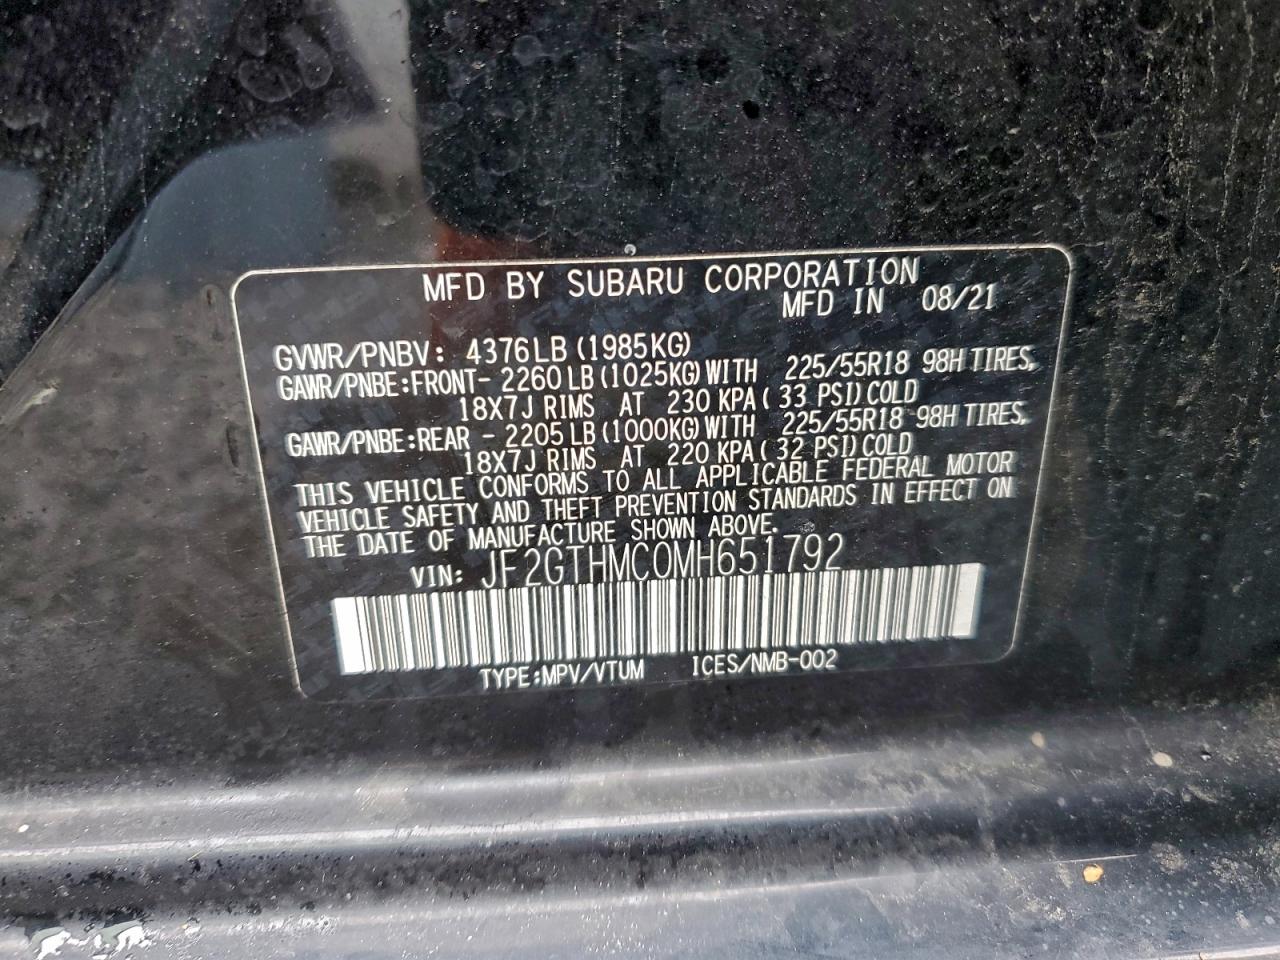 MFD BY SUBARU CORPORATION
MFD IN 08/21
GVWR/PNBV: 4376LB (1985KG)
GAWR/PNBE:FRONT- 2260LB(1025KG)WITH 225/55R18 98H TIRES,
18X7J RIMS AT 230 KPA( 33 PSI)COLD
GAWR/PNBE:REAR - 2205LB(1000KG)WITH 225/55R18 98H TIRES,
18X7J RIMS AT 220 KPA( 32 PSI)COLD
THIS VEHICLE CONFORMS TO ALL APPLICABLE FEDERAL MOTOR
VEHICLE SAFETY AND THEFT PREVENTION STANDARDS IN EFFECT ON
THE DATE OF MANUFACTURE SHOWN ABOVE.
VIN: JF2GTHMC0MH651792
TYPE:MPV/VTUM ICES/NMB-002